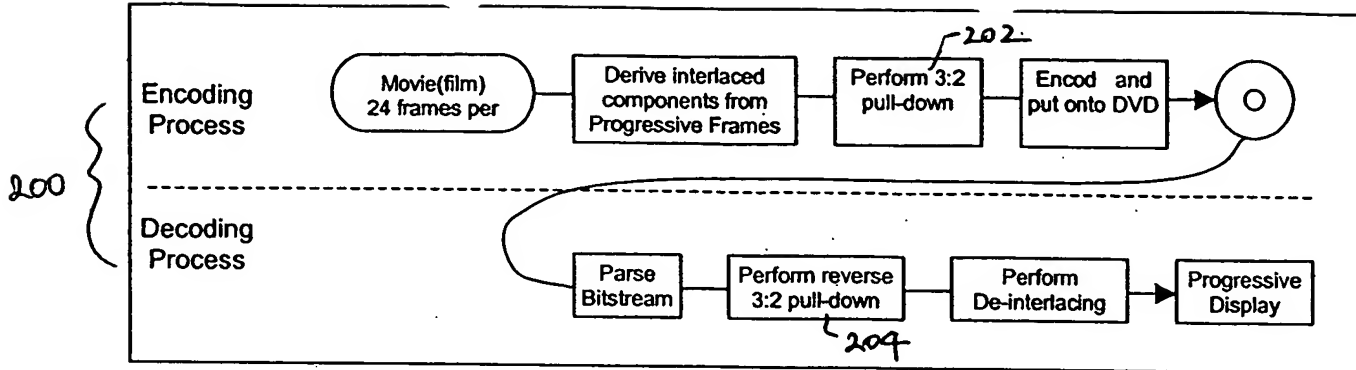 202
Encoding
Process
Movie(film)
24 frames per
Derive interlaced
components from
Progressive Frames
Perform 3:2
pull-down
Encod and
put onto DVD
200
Decoding
Process
Parse
Bitstream
Perform reverse
3:2 pull-down
Perform
De-interlacing
Progressive
Display
204